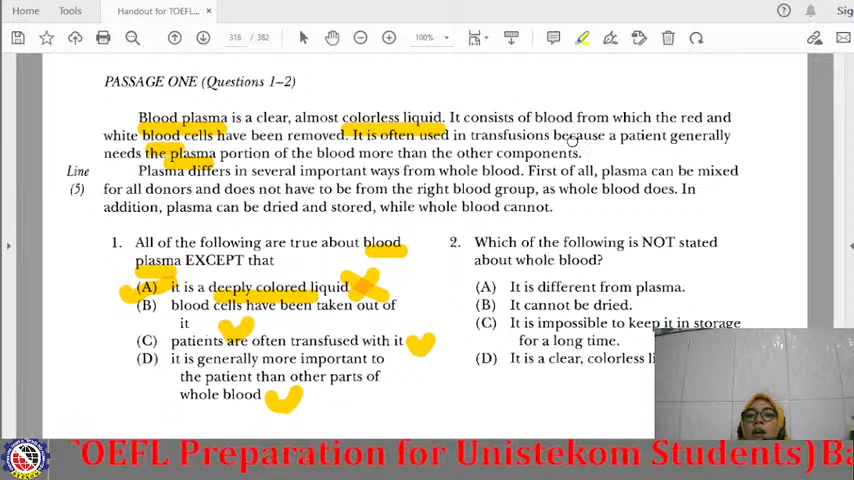 Home Tools Handout for TOEFL... × Sig
318 / 382 100%
PASSAGE ONE (Questions 1–2)
Blood plasma is a clear, almost colorless liquid. It consists of blood from which the red and
white blood cells have been removed. It is often used in transfusions because a patient generally
needs the plasma portion of the blood more than the other components.
Line Plasma differs in several important ways from whole blood. First of all, plasma can be mixed
(5) for all donors and does not have to be from the right blood group, as whole blood does. In
addition, plasma can be dried and stored, while whole blood cannot.
1. All of the following are true about blood
plasma EXCEPT that
(A) it is a deeply colored liquid
(B) blood cells have been taken out of
it
(C) patients are often transfused with it
(D) it is generally more important to
the patient than other parts of
whole blood
2. Which of the following is NOT stated
about whole blood?
(A) It is different from plasma.
(B) It cannot be dried.
(C) It is impossible to keep it in storage
for a long time.
(D) It is a clear, colorless li
TOEFL Preparation for Unistekom Students) Ba